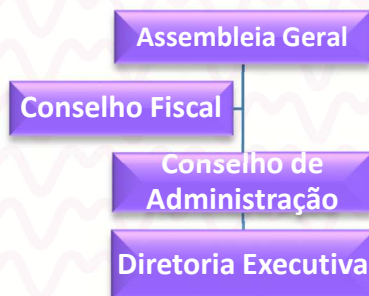 Assembleia Geral
Conselho Fiscal
Conselho de
Administração
Diretoria Executiva